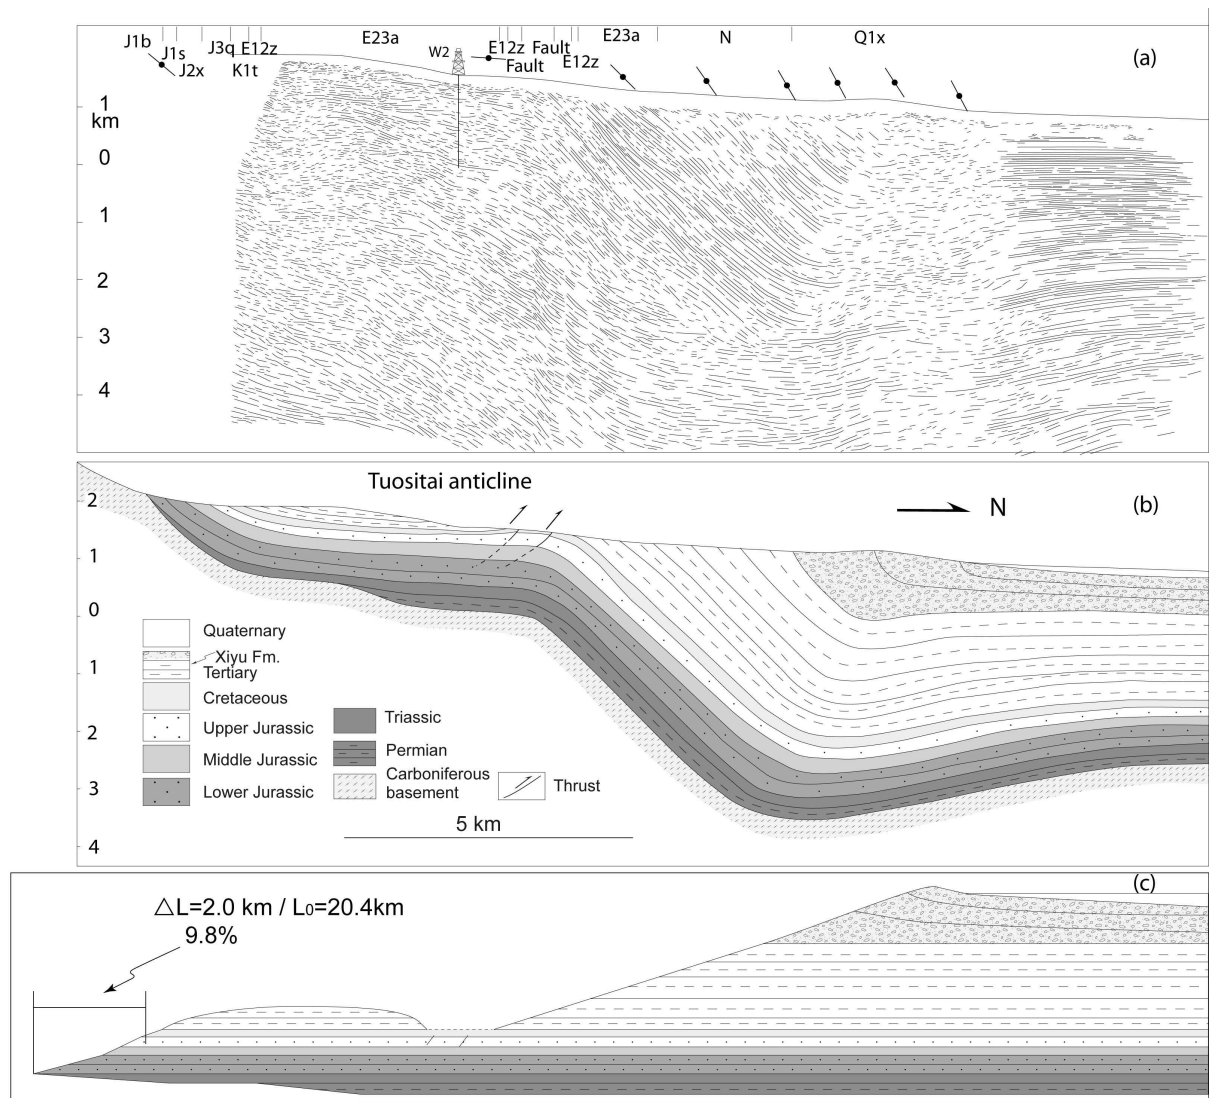 J1b
J1s
J2x
J3q
E12z
K1t
E23a
W2
E12z
Fault
Fault
E12z
E23a
N
Q1x
(a)
1
km
0
1
2
3
4
Tuositai anticline
N
(b)
2
1
0
1
2
3
4
Quaternary
Xiyu Fm.
Tertiary
Cretaceous
Upper Jurassic
Middle Jurassic
Lower Jurassic
Triassic
Permian
Carboniferous
basement
Thrust
5 km
(c)
△L=2.0 km / L0=20.4km
9.8%